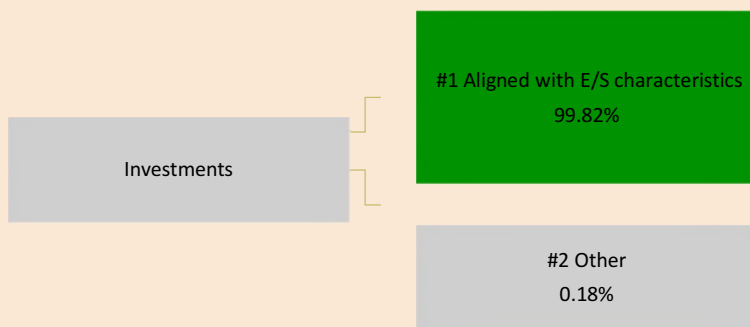 #1 Aligned with E/S characteristics
99.82%
Investments
#2 Other
0.18%